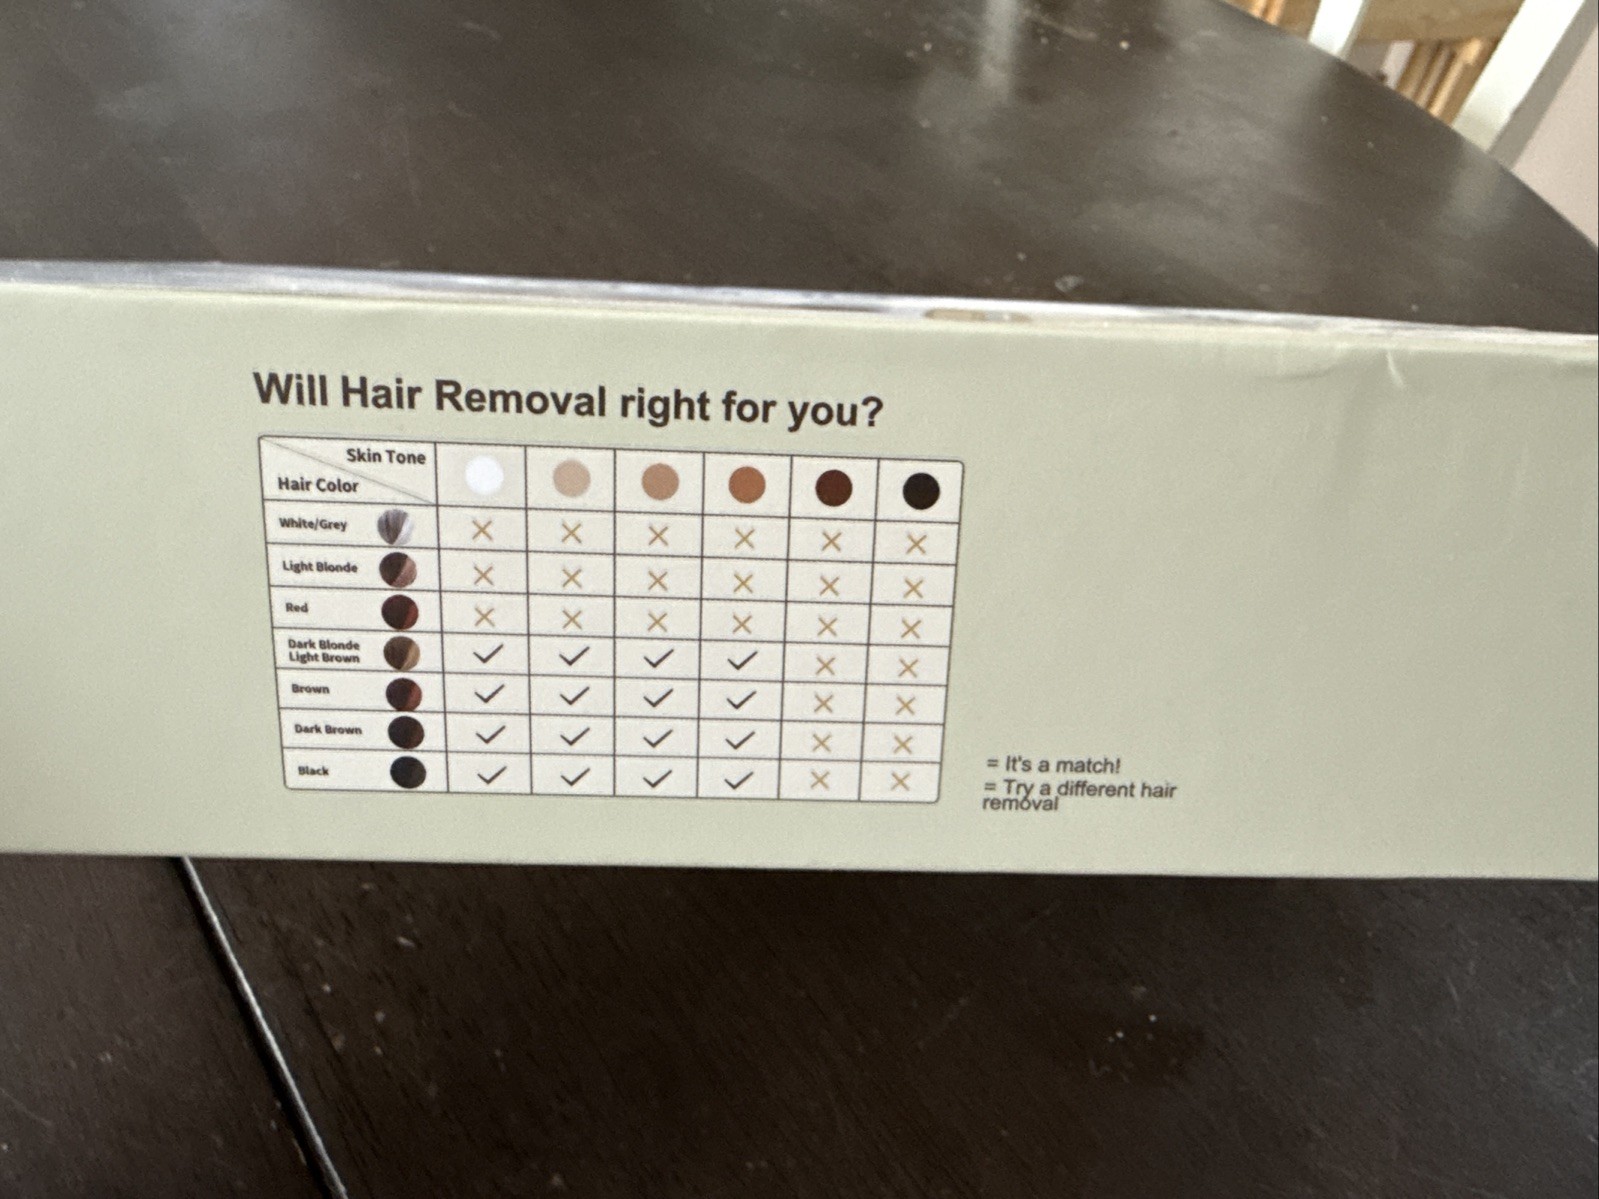 Will Hair Removal right for you?
Skin Tone
Hair Color
White/Grey
Light Blonde
Red
Dark Blonde
Light Brown
Brown
Dark Brown
Black
= It's a match!
= Try a different hair
removal